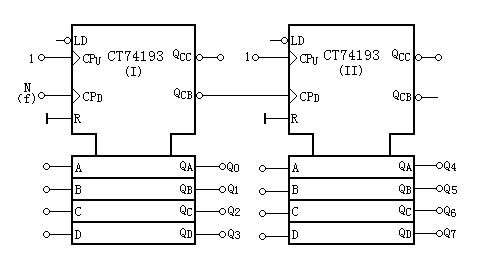 LD
LD
CT74193
QCC
CT74193
QCC
1
CPU
(I)
1
CPU
(II)
N
(f)
CPD
QCB
CPD
QCB
R
R
A
QA
Q0
A
QA
Q4
B
QB
Q1
B
QB
Q5
C
QC
Q2
C
QC
Q6
D
QD
Q3
D
QD
Q7